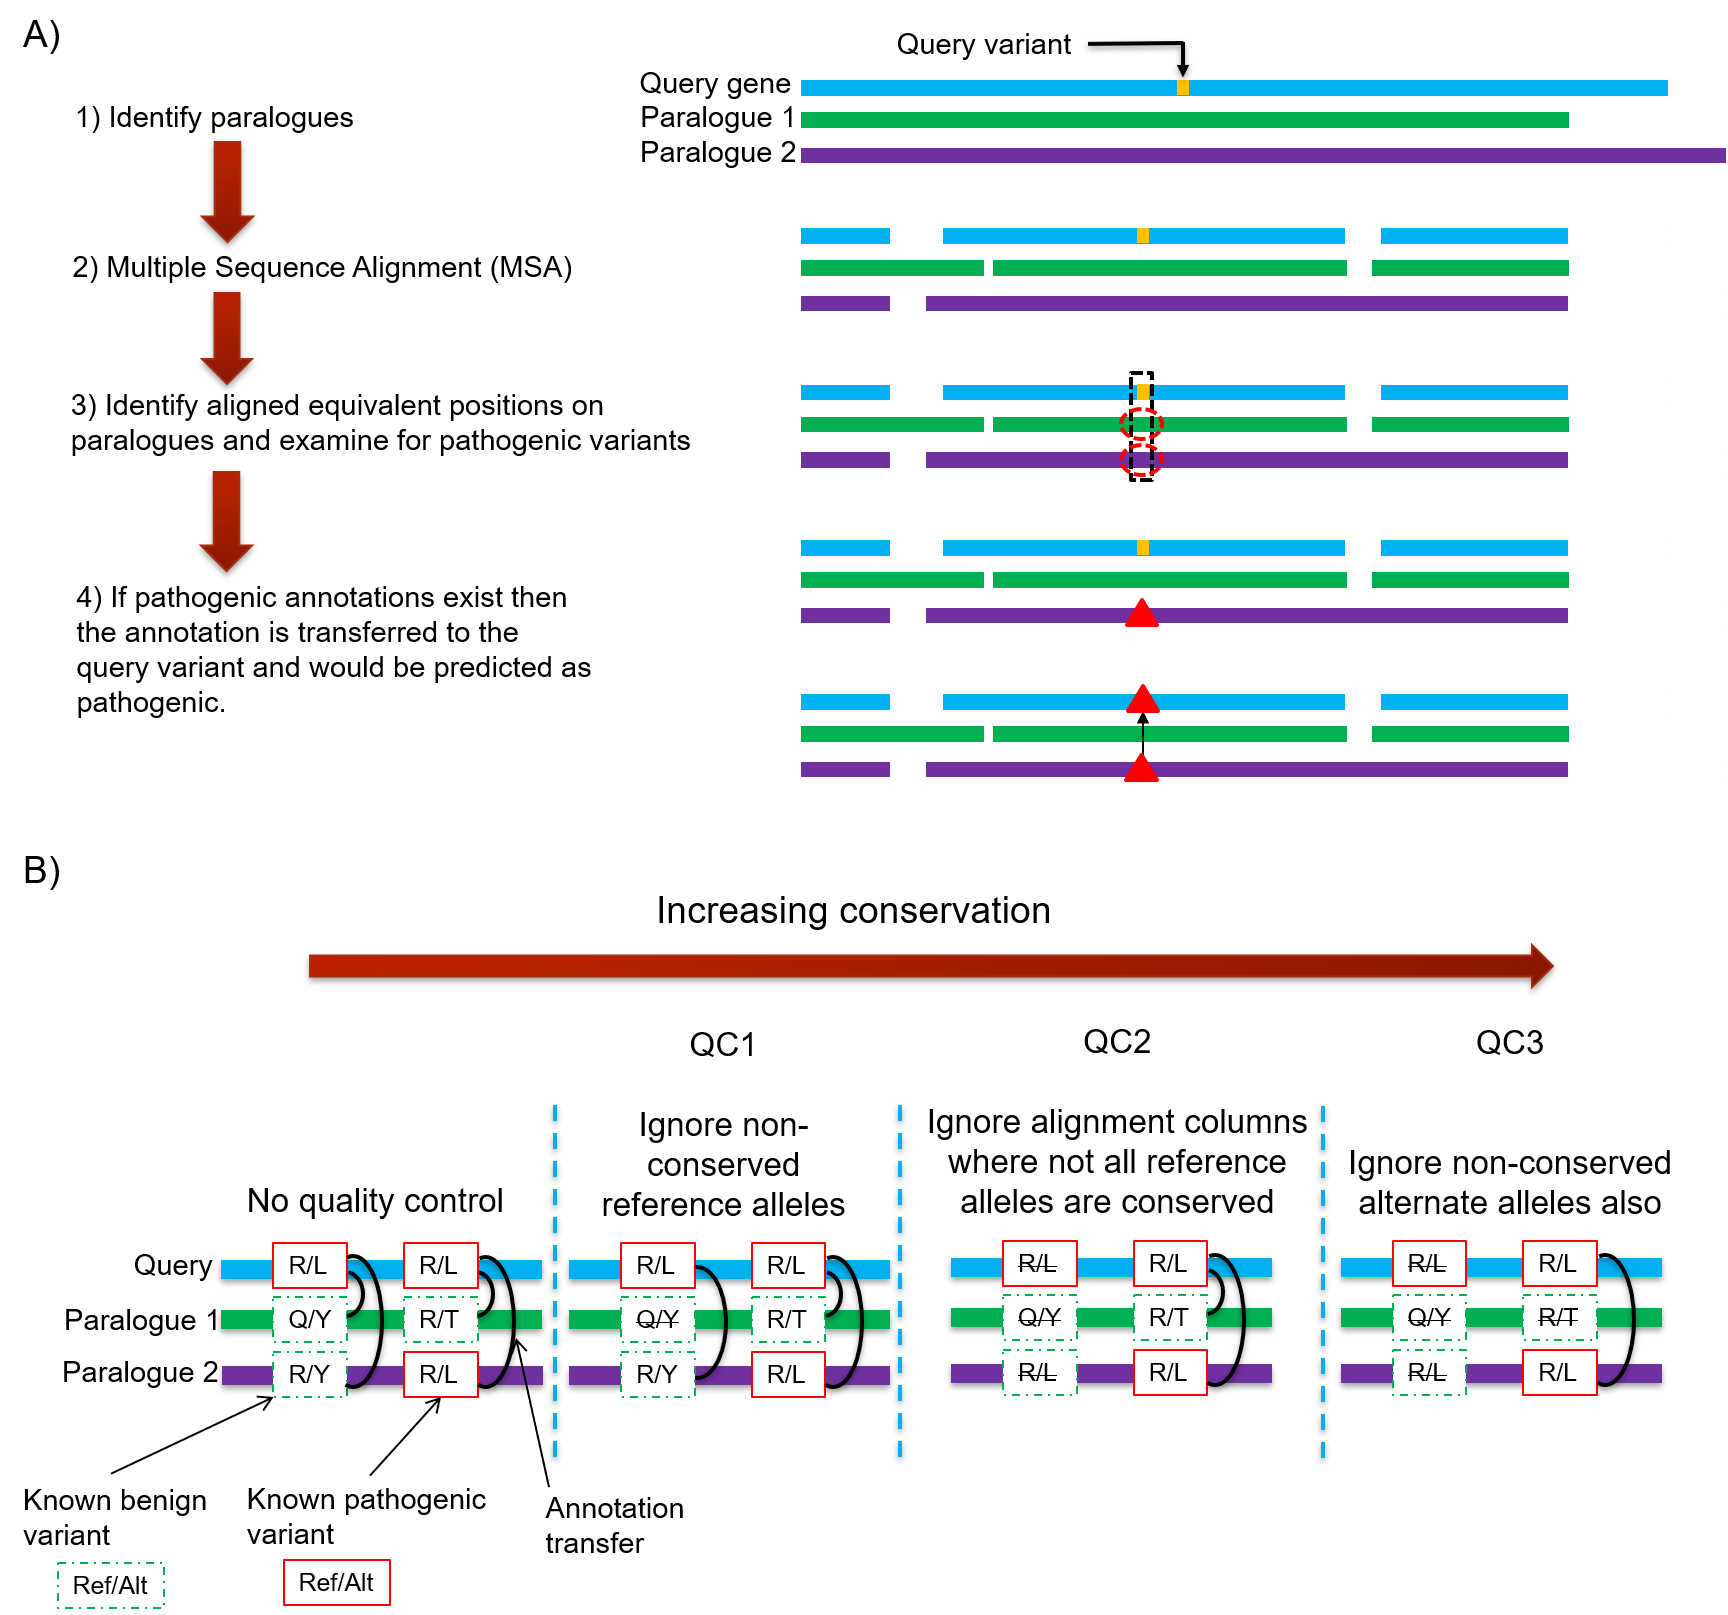 A)
Query variant
Query gene
1) Identify paralogues
Paralogue 1
Paralogue 2
2) Multiple Sequence Alignment (MSA)
3) Identify aligned equivalent positions on
paralogues and examine for pathogenic variants
4) If pathogenic annotations exist then
the annotation is transferred to the
query variant and would be predicted as
pathogenic.
B)
Increasing conservation
No quality control
QC1
Ignore non-
conserved
reference alleles
QC2
Ignore alignment columns
where not all reference
alleles are conserved
QC3
Ignore non-conserved
alternate alleles also
Query
R/L R/L R/L R/L R/L R/L R/L R/L
Paralogue 1
Q/Y R/T Q/Y R/T Q/Y R/T Q/Y R/T
Paralogue 2
R/Y R/L R/Y R/L R/L R/L R/L R/L
Known benign
variant
Ref/Alt
Known pathogenic
variant
Ref/Alt
Annotation
transfer